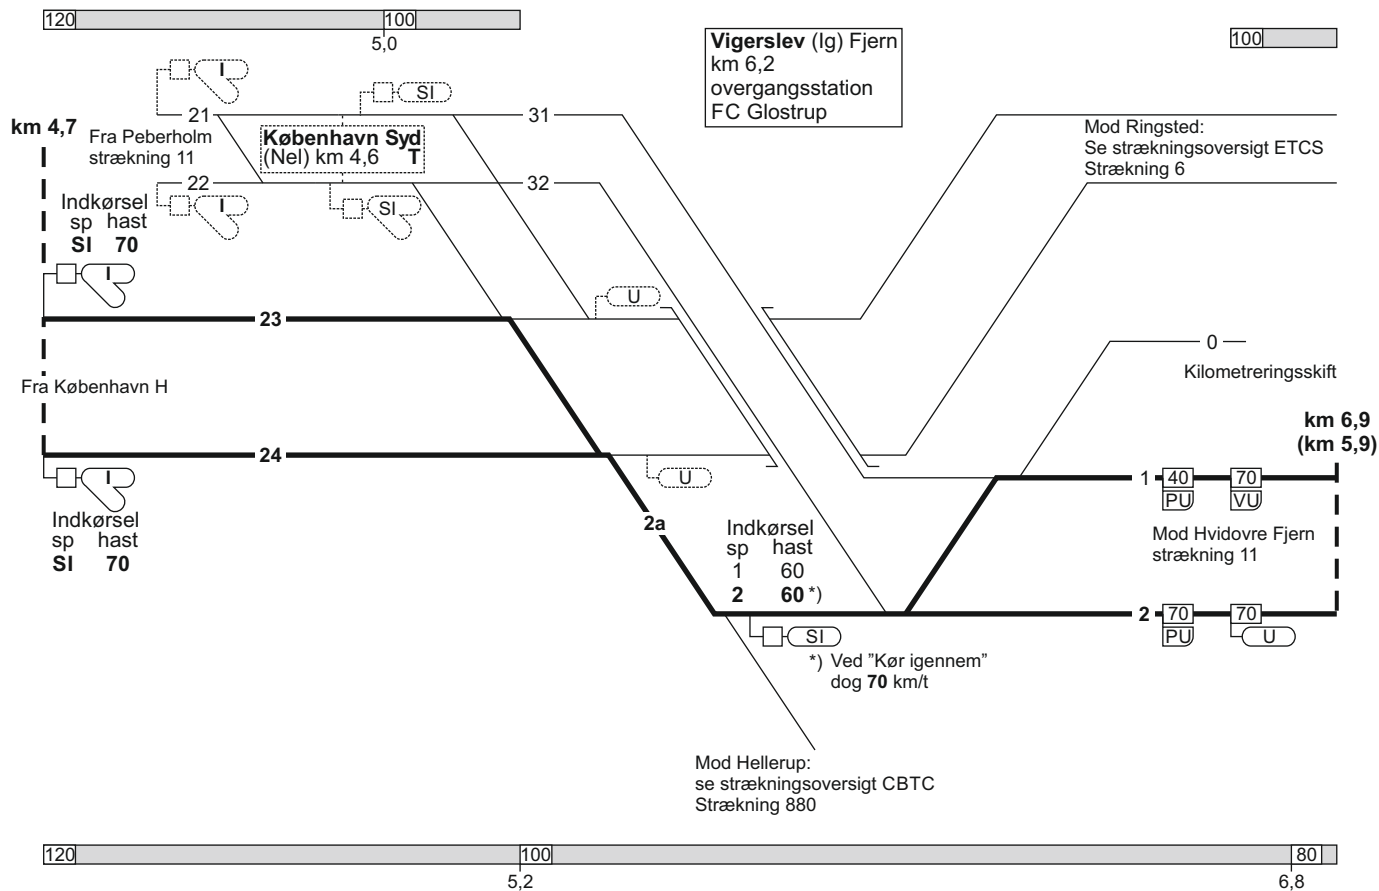 120
100
5,0
Vigerslev (Ig) Fjern
km 6,2
overgangsstation
FC Glostrup
100
I
SI
21
31
km 4,7
Fra Peberholm
strækning 11
København Syd
(Nel) km 4,6 T
Mod Ringsted:
Se strækningsoversigt ETCS
Strækning 6
22
32
I
SI
Indkørsel
sp hast
SI 70
I
U
23
0
Kilometreringsskift
Fra København H
km 6,9
(km 5,9)
24
I
U
1 40 70
PU VU
Indkørsel
sp hast
SI 70
2a
Indkørsel
sp hast
1 60
2 60 *)
Mod Hvidovre Fjern
strækning 11
2 70 70
PU U
SI
*) Ved "Kør igennem"
dog 70 km/t
Mod Hellerup:
se strækningsoversigt CBTC
Strækning 880
120
100
80
5,2
6,8